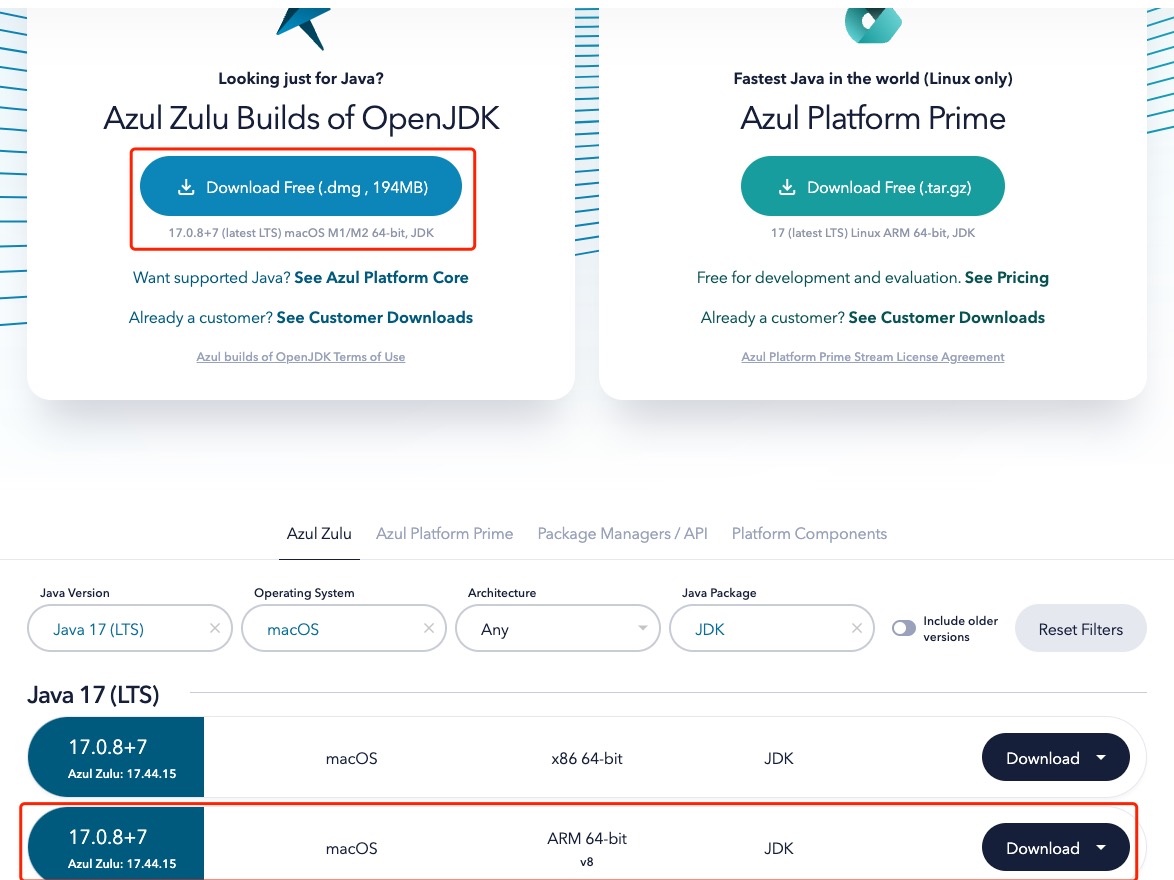 Looking just for Java?
Azul Zulu Builds of OpenJDK
Download Free (.dmg , 194MB)
17.0.8+7 (latest LTS) macOS M1/M2 64-bit, JDK
Want supported Java? See Azul Platform Core
Already a customer? See Customer Downloads
Azul builds of OpenJDK Terms of Use
Fastest Java in the world (Linux only)
Azul Platform Prime
Download Free (.tar.gz)
17 (latest LTS) Linux ARM 64-bit, JDK
Free for development and evaluation. See Pricing
Already a customer? See Customer Downloads
Azul Platform Prime Stream License Agreement
Azul Zulu Azul Platform Prime Package Managers / API Platform Components
Java Version Operating System Architecture Java Package
Java 17 (LTS) macOS Any JDK
Include older
versions
Reset Filters
Java 17 (LTS)
17.0.8+7
Azul Zulu: 17.44.15
macOS x86 64-bit JDK Download
17.0.8+7
Azul Zulu: 17.44.15
macOS ARM 64-bit
v8
JDK Download